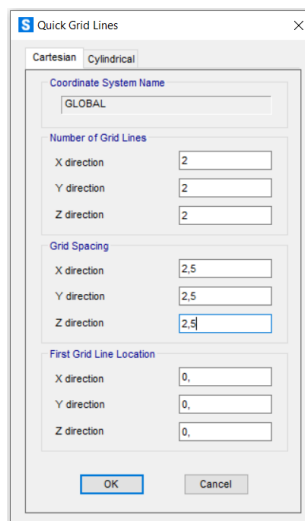 S Quick Grid Lines
Cartesian Cylindrical
Coordinate System Name
GLOBAL
Number of Grid Lines
X direction 2
Y direction 2
Z direction 2
Grid Spacing
X direction 2,5
Y direction 2,5
Z direction 2,5
First Grid Line Location
X direction 0,
Y direction 0,
Z direction 0,
OK Cancel